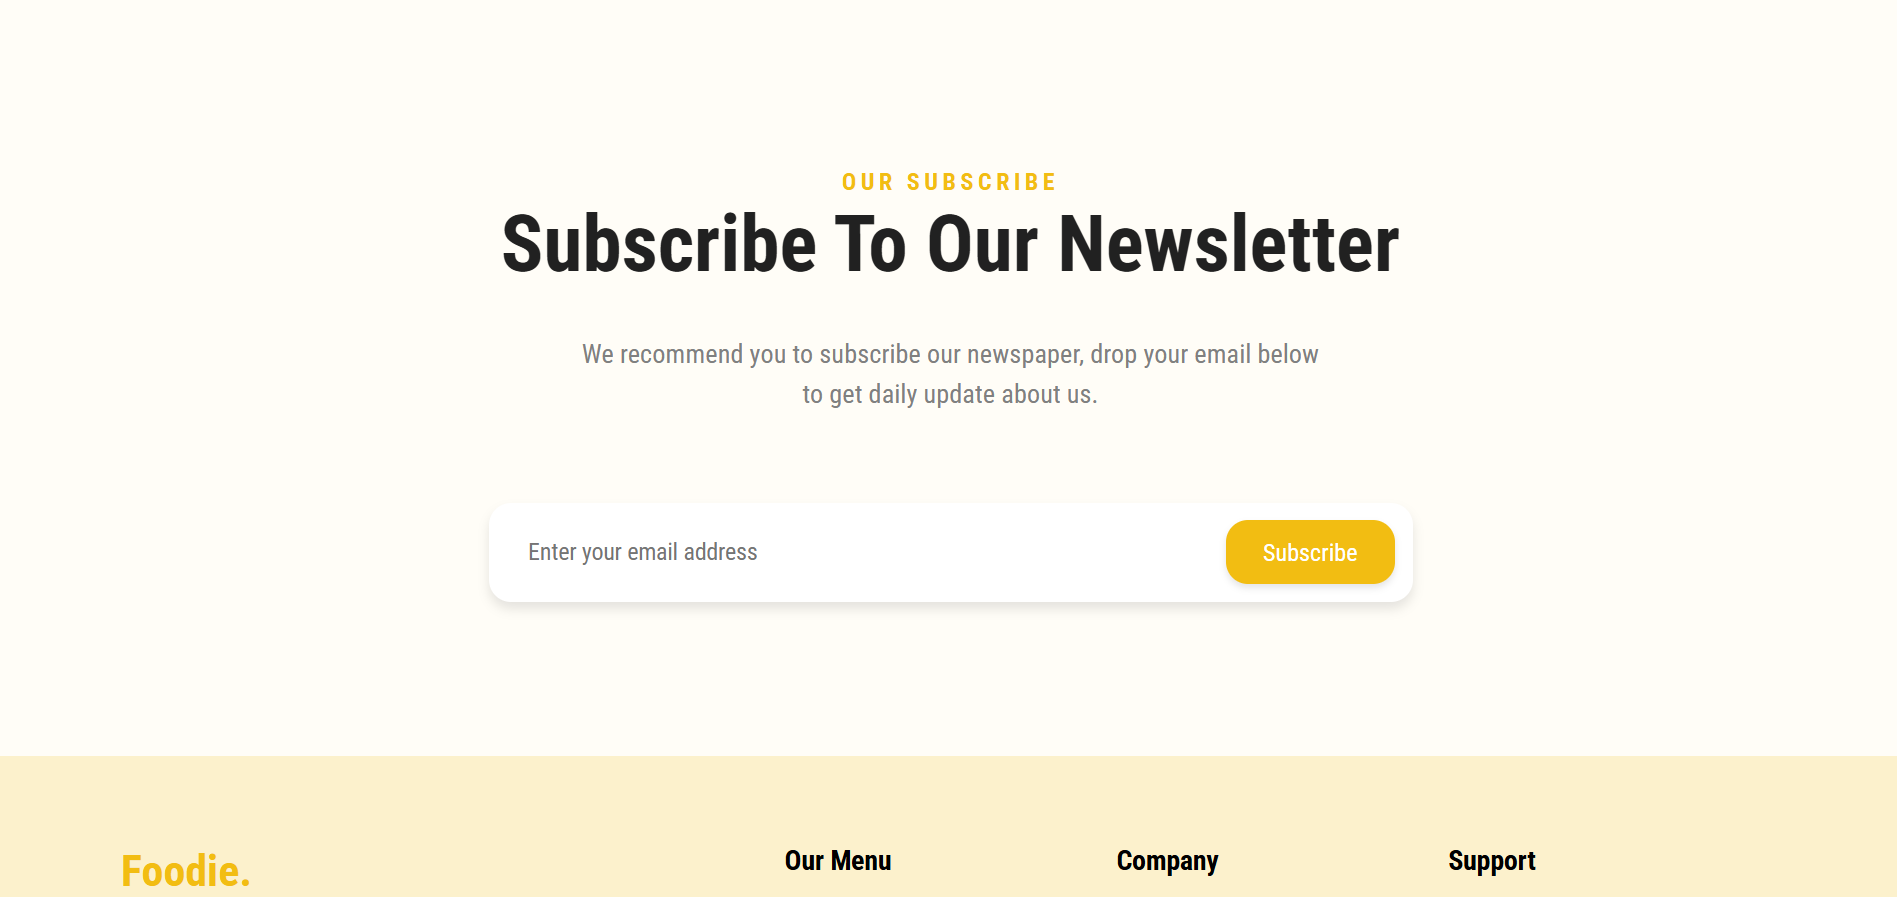 OUR SUBSCRIBE
Subscribe To Our Newsletter
We recommend you to subscribe our newspaper, drop your email below
to get daily update about us.
Enter your email address
Subscribe
Foodie.
Our Menu
Company
Support